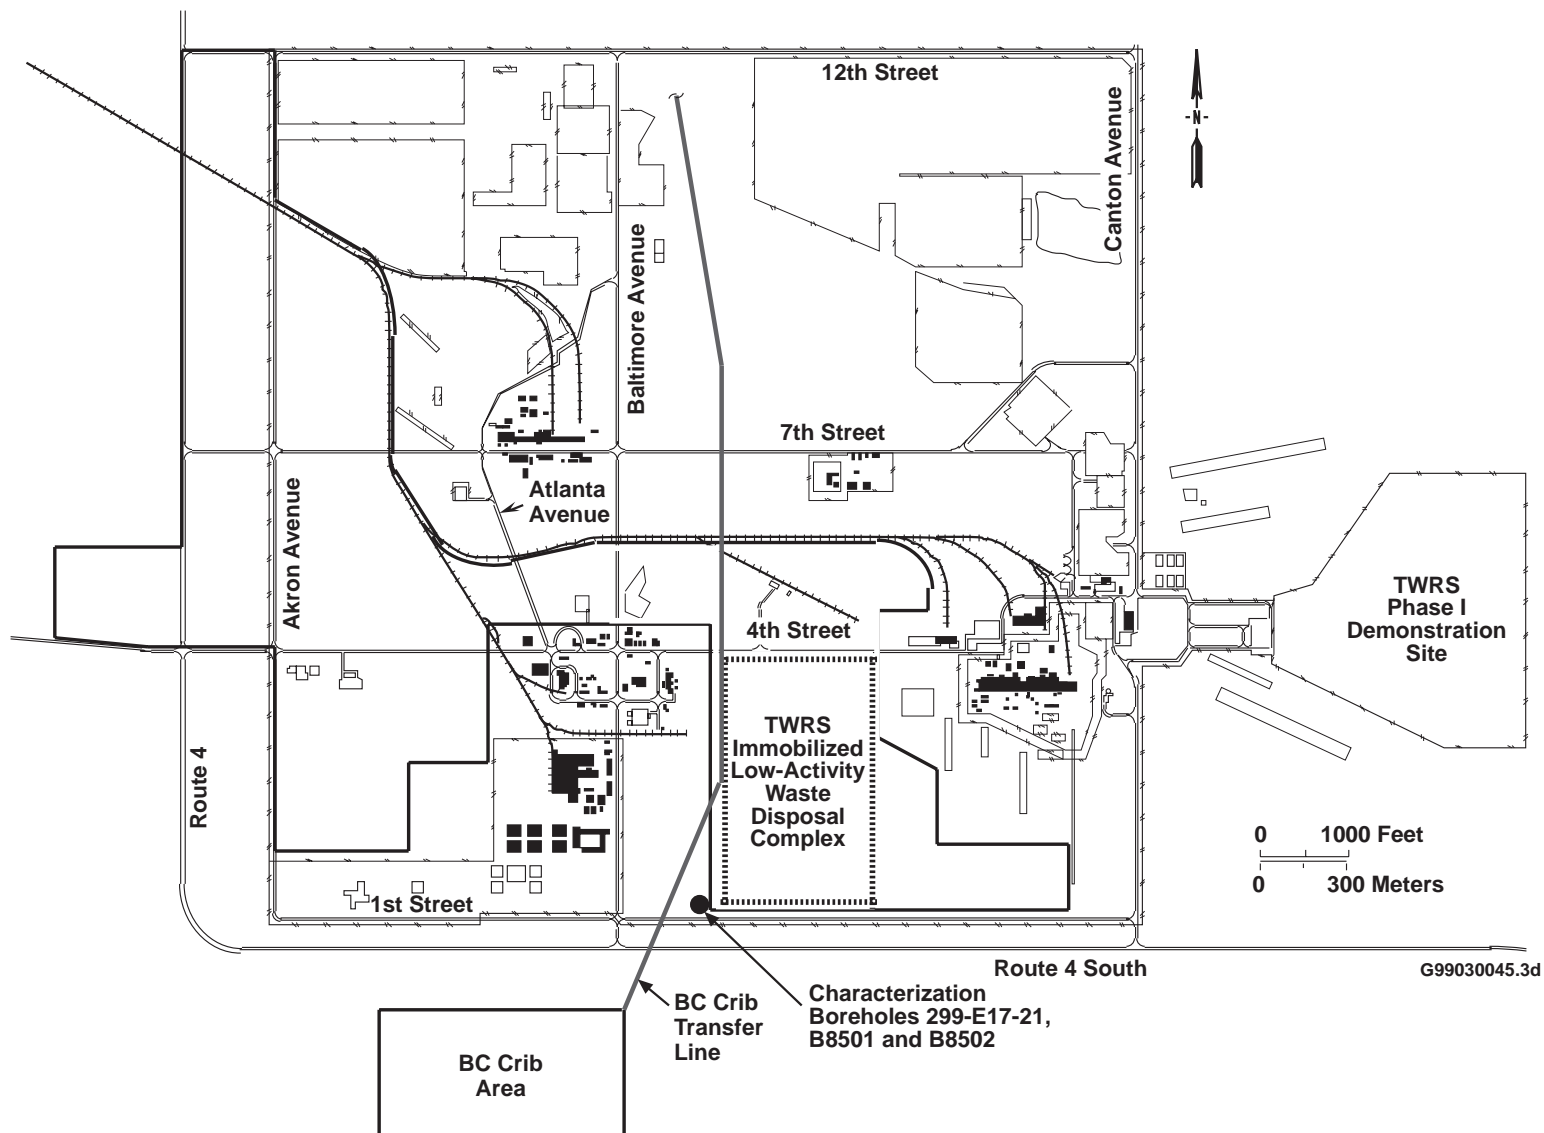 12th Street
-N-
Canton Avenue
Baltimore Avenue
7th Street
Atlanta
Avenue
Akron Avenue
TWRS
Phase I
Demonstration
Site
4th Street
TWRS
Immobilized
Low-Activity
Waste
Disposal
Complex
Route 4
0 1000 Feet
0 300 Meters
1st Street
Route 4 South
G99030045.3d
BC Crib
Transfer
Line
Characterization
Boreholes 299-E17-21,
B8501 and B8502
BC Crib
Area